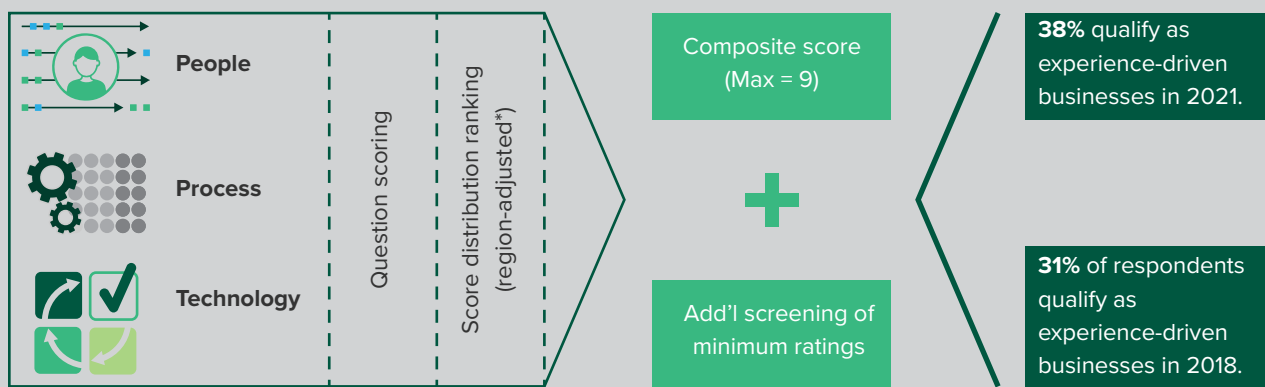 People
Process
Technology
Question scoring
Score distribution ranking
(region-adjusted*)
Composite score
(Max = 9)
Add’l screening of
minimum ratings
38% qualify as
experience-driven
businesses in 2021.
31% of respondents
qualify as
experience-driven
businesses in 2018.